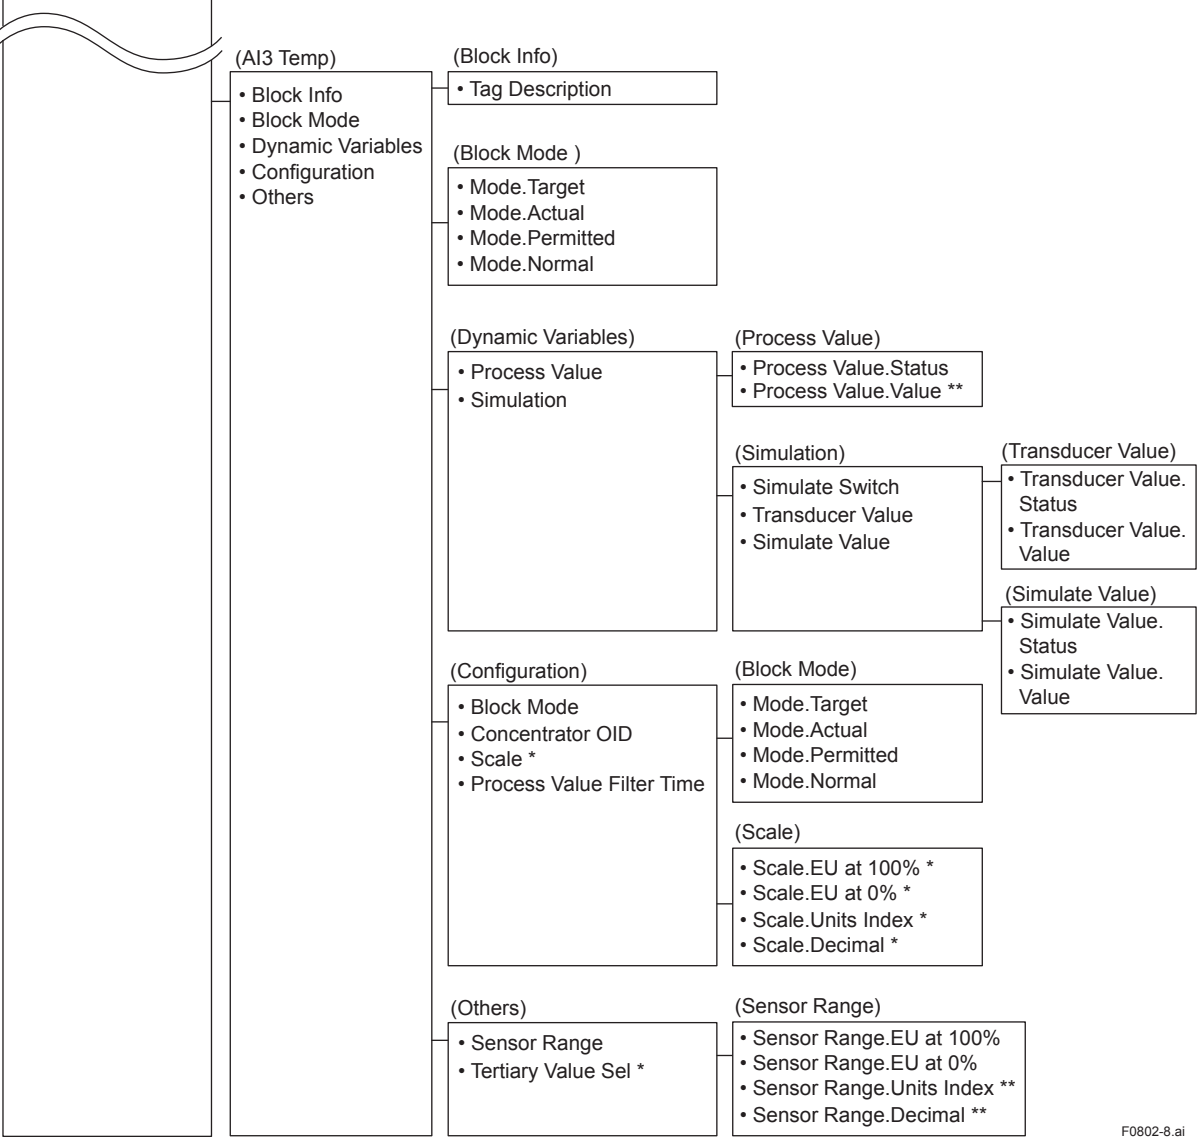 (AI3 Temp)
• Block Info
• Block Mode
• Dynamic Variables
• Configuration
• Others
(Block Info)
• Tag Description
(Block Mode )
• Mode.Target
• Mode.Actual
• Mode.Permitted
• Mode.Normal
(Dynamic Variables)
• Process Value
• Simulation
(Process Value)
• Process Value.Status
• Process Value.Value **
(Simulation)
• Simulate Switch
• Transducer Value
• Simulate Value
(Transducer Value)
• Transducer Value.
Status
• Transducer Value.
Value
(Simulate Value)
• Simulate Value.
Status
• Simulate Value.
Value
(Configuration)
• Block Mode
• Concentrator OID
• Scale *
• Process Value Filter Time
(Block Mode)
• Mode.Target
• Mode.Actual
• Mode.Permitted
• Mode.Normal
(Scale)
• Scale.EU at 100% *
• Scale.EU at 0% *
• Scale.Units Index *
• Scale.Decimal *
(Others)
• Sensor Range
• Tertiary Value Sel *
(Sensor Range)
• Sensor Range.EU at 100%
• Sensor Range.EU at 0%
• Sensor Range.Units Index **
• Sensor Range.Decimal **
F0802-8.ai